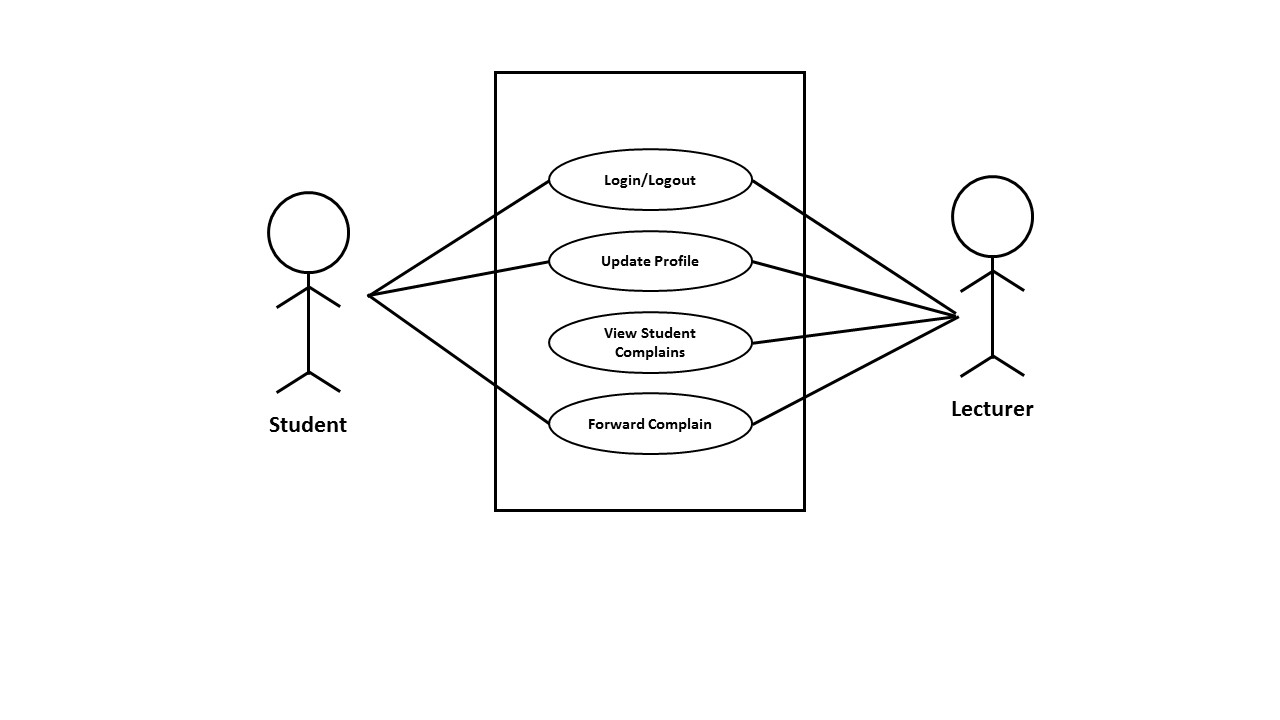 Login/Logout
Update Profile
View Student
Complains
Forward Complain
Student
Lecturer